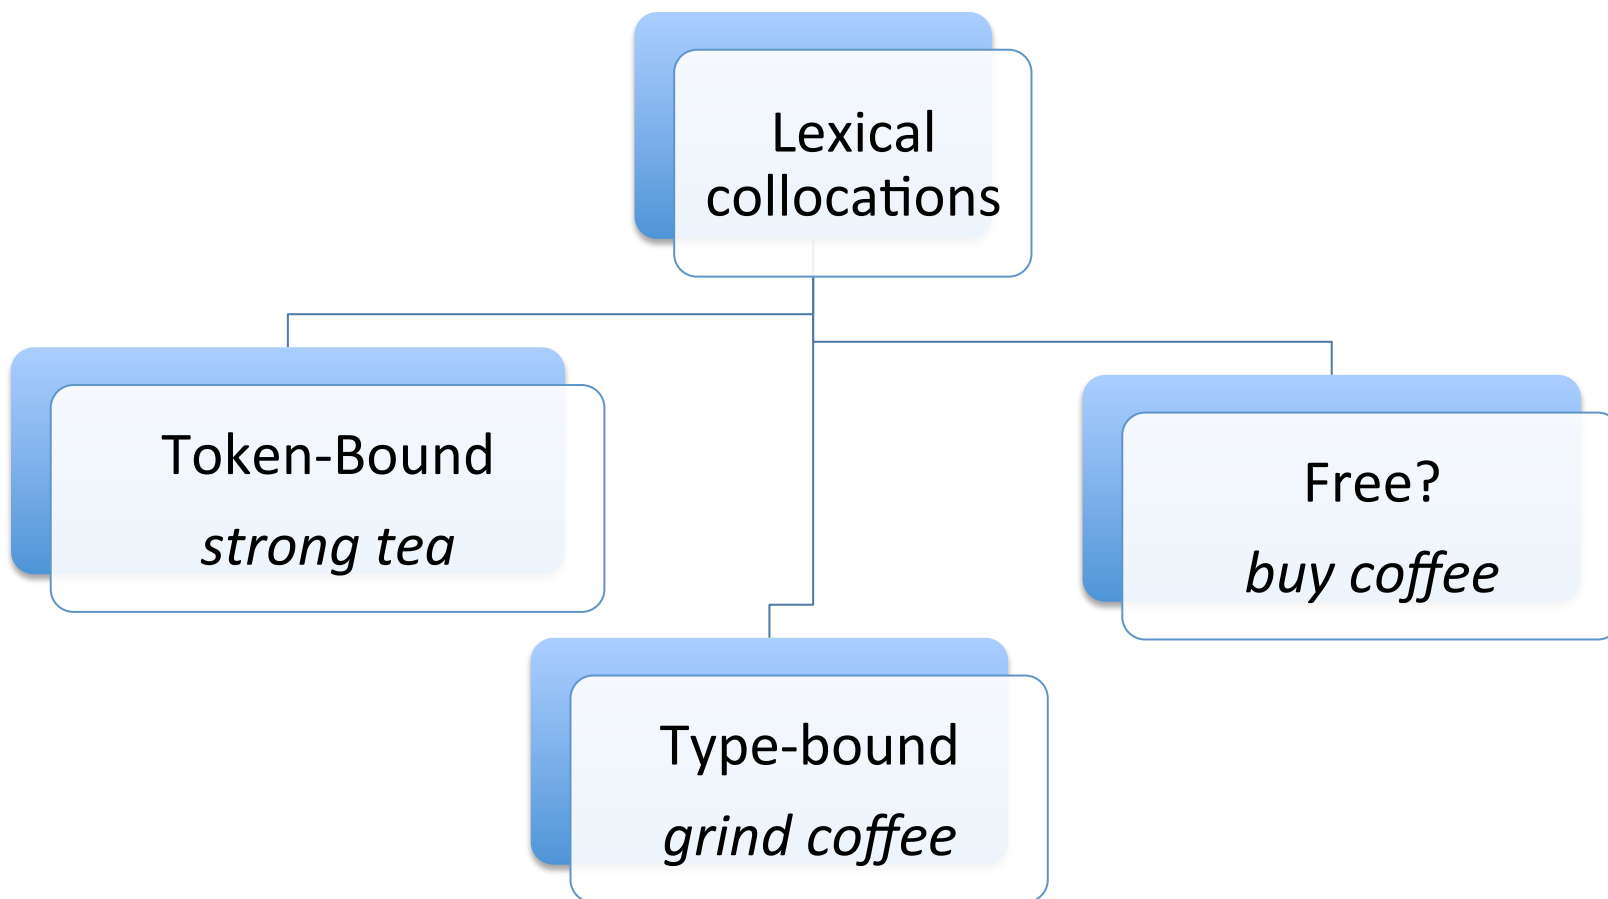 Lexical
collocations
Token-Bound
strong tea
Type-bound
grind coffee
Free?
buy coffee